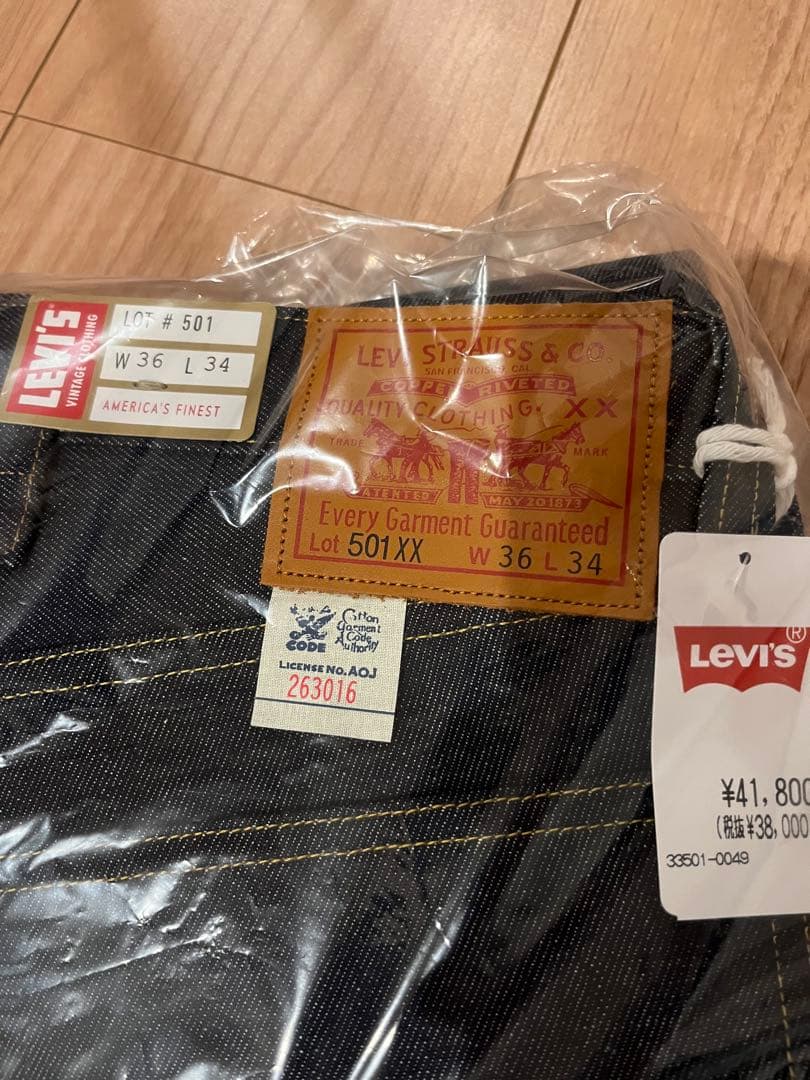 LEVI'S
VINTAGE CLOTHING
LOT # 501
W 36 L 34
AMERICA'S FINEST
LEVI STRAUSS & CO.
SAN FRANCISCO, CAL.
COPPER RIVETED
QUALITY CLOTHING. XX
TRADE MARK
PATENTED MAY 20 1873
Every Garment Guaranteed
Lot 501XX W 36 L 34
CODE
Cotton
Garment
Code
Authority
LICENSE No. AOJ
263016
LEVI'S®
¥41,800
(税抜¥38,000
33501-0049